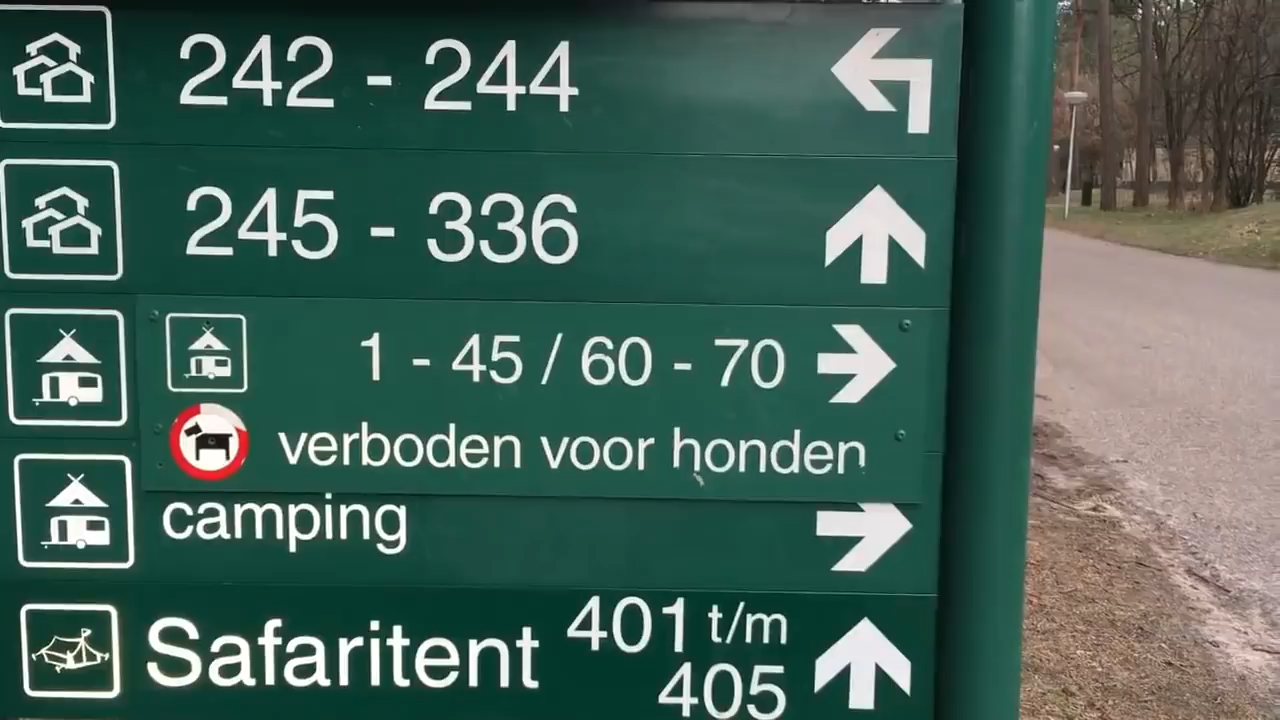 242 - 244
245 - 336
1 - 45 / 60 - 70
verboden voor honden
camping
Safaritent 401 t/m
405